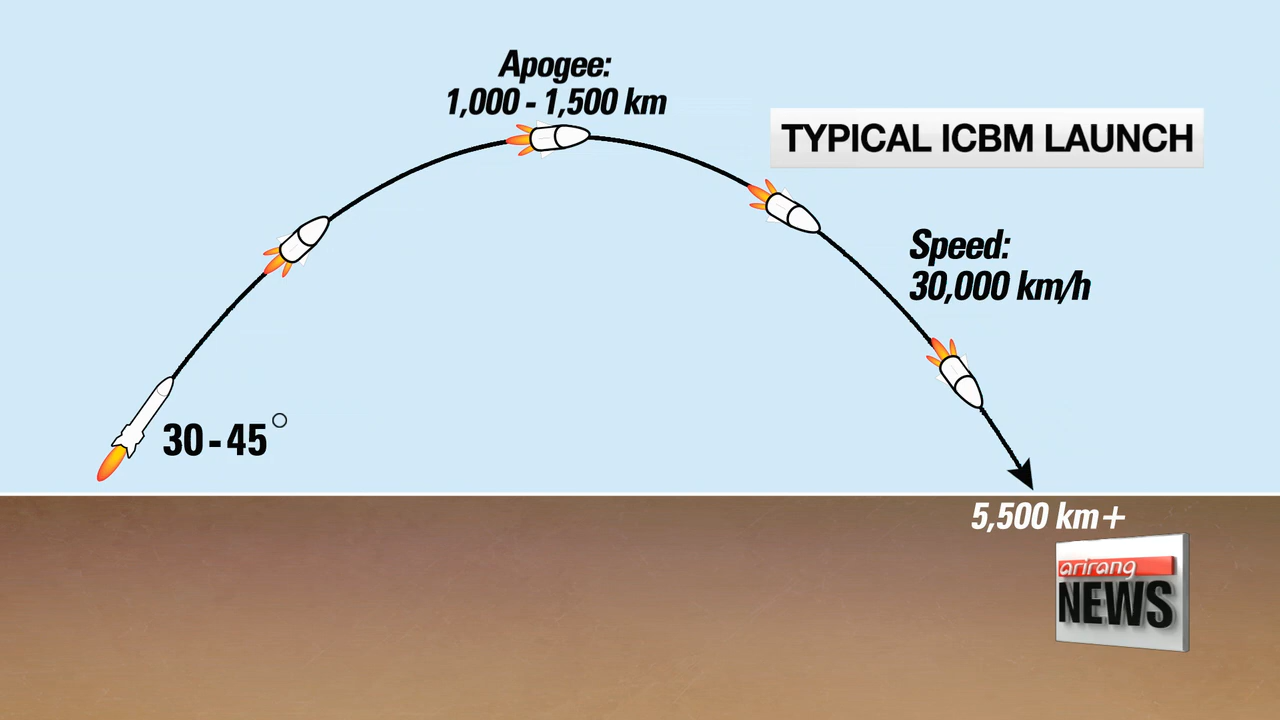 Apogee:
1,000 - 1,500 km
TYPICAL ICBM LAUNCH
Speed:
30,000 km/h
30-45°
5,500 km+
arirang
NEWS